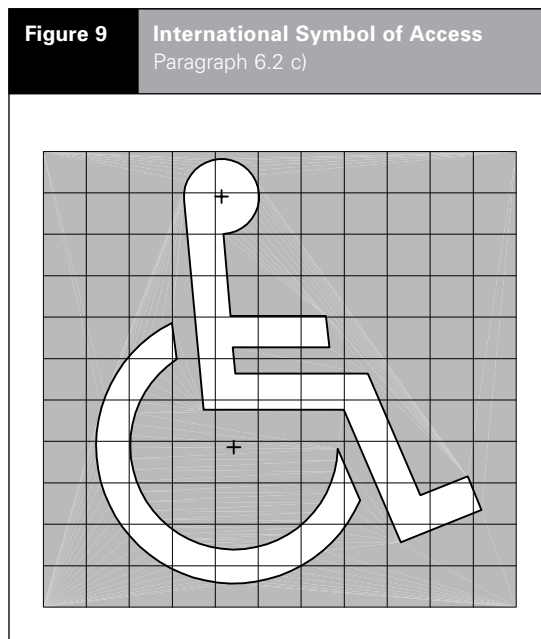 Figure 9
International Symbol of Access
Paragraph 6.2 c)